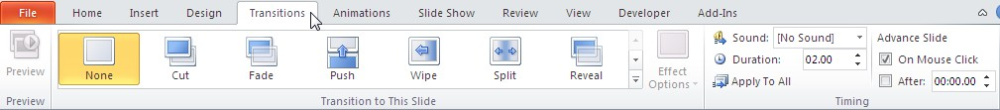 File Home Insert Design Transitions Animations Slide Show Review View Developer Add-Ins
Preview
None Cut Fade Push Wipe Split Reveal
Effect
Options
Sound: [No Sound]
Duration: 02.00
Apply To All
Advance Slide
On Mouse Click
After: 00:00.00
Preview Transition to This Slide Timing